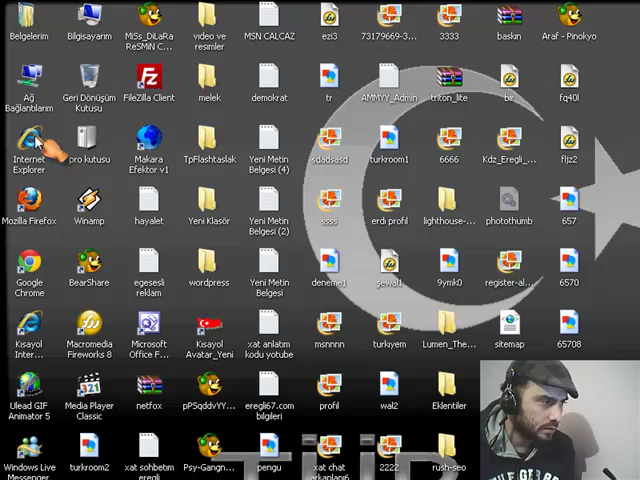 Belgelerim
Bilgisayarım
MiSs_DiLaRa
ReSMiN C...
video ve
resimler
MSN CALCAZ
ezi3
73179669-3...
3333
baskın
Araf - Pinokyo
Ağ
Bağlantılarım
Geri Dönüşüm
Kutusu
FileZilla Client
melek
demokrat
tr
AMMYY_Admin
triton_lite
bir
fq40l
Internet
Explorer
pro kutusu
Makara
Efektor v1
TpFlashtaslak
Yeni Metin
Belgesi (4)
sdadsasd
turkroom1
6666
Kdz_Eregli_...
fljz2
Mozilla Firefox
Winamp
hayalet
Yeni Klasör
Yeni Metin
Belgesi (2)
ssss
erdi profil
lighthouse-...
photothumb
657
Google
Chrome
BearShare
egesesli
reklam
wordpress
Yeni Metin
Belgesi
deneme1
şewal1
9ymk0
register-al...
6570
Kısayol
Inter...
Macromedia
Fireworks 8
Microsoft
Office F...
Kısayol
Avatar_Yeni
xat anlatım
kodu yotube
msnnnn
turkiyem
Lumen_The...
sitemap
65708
Ulead GIF
Animator 5
Media Player
Classic
netfox
pPSqddvYY...
eregli67.com
bilgileri
profil
wal2
Eklentiler
Windows Live
Messenger
turkroom2
xat sohbetim
eregli
Psy-Gangn...
pengu
xat chat
arkanları6
2222
rush-seo
TÜR
HILFIGER